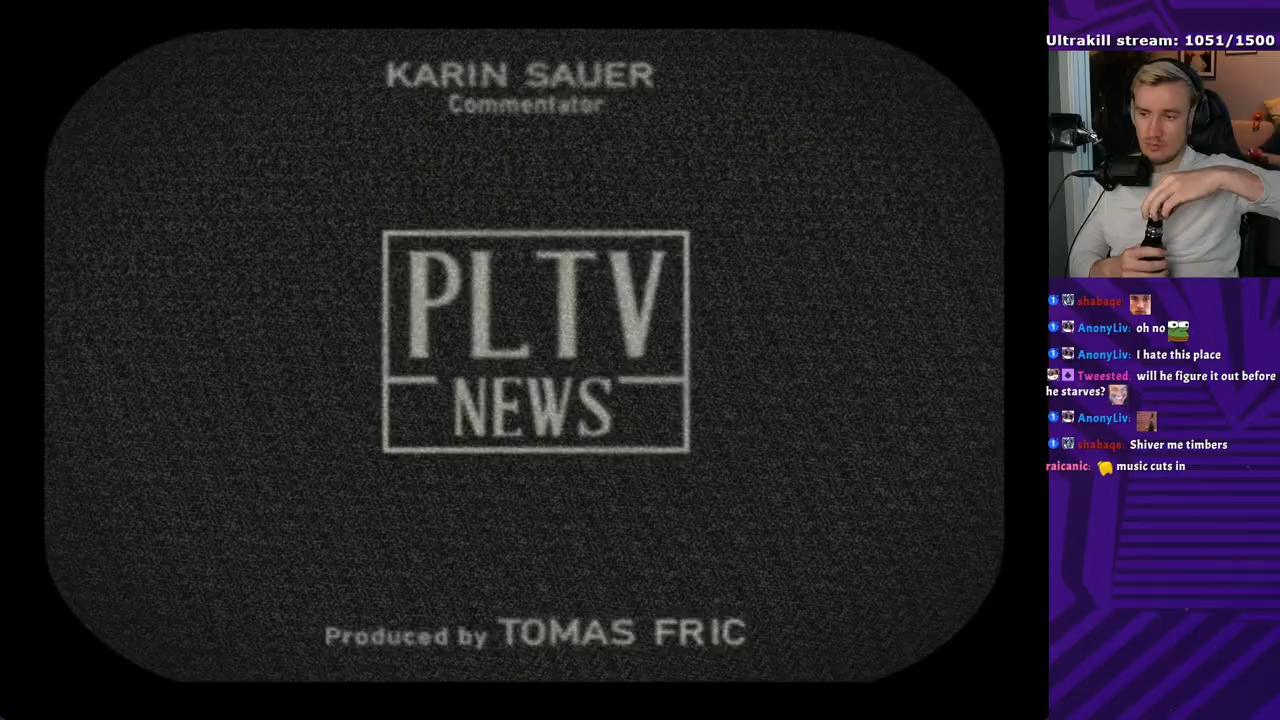 KARIN SAUER
Commentator
PLTV
NEWS
Produced by TOMAS FRIC
Ultrakill stream: 1051/1500
shabaqe:
AnonyLiv: oh no
AnonyLiv: I hate this place
Tweested: will he figure it out before
he starves?
AnonyLiv:
shabaqe: Shiver me timbers
raicanic: music cuts in